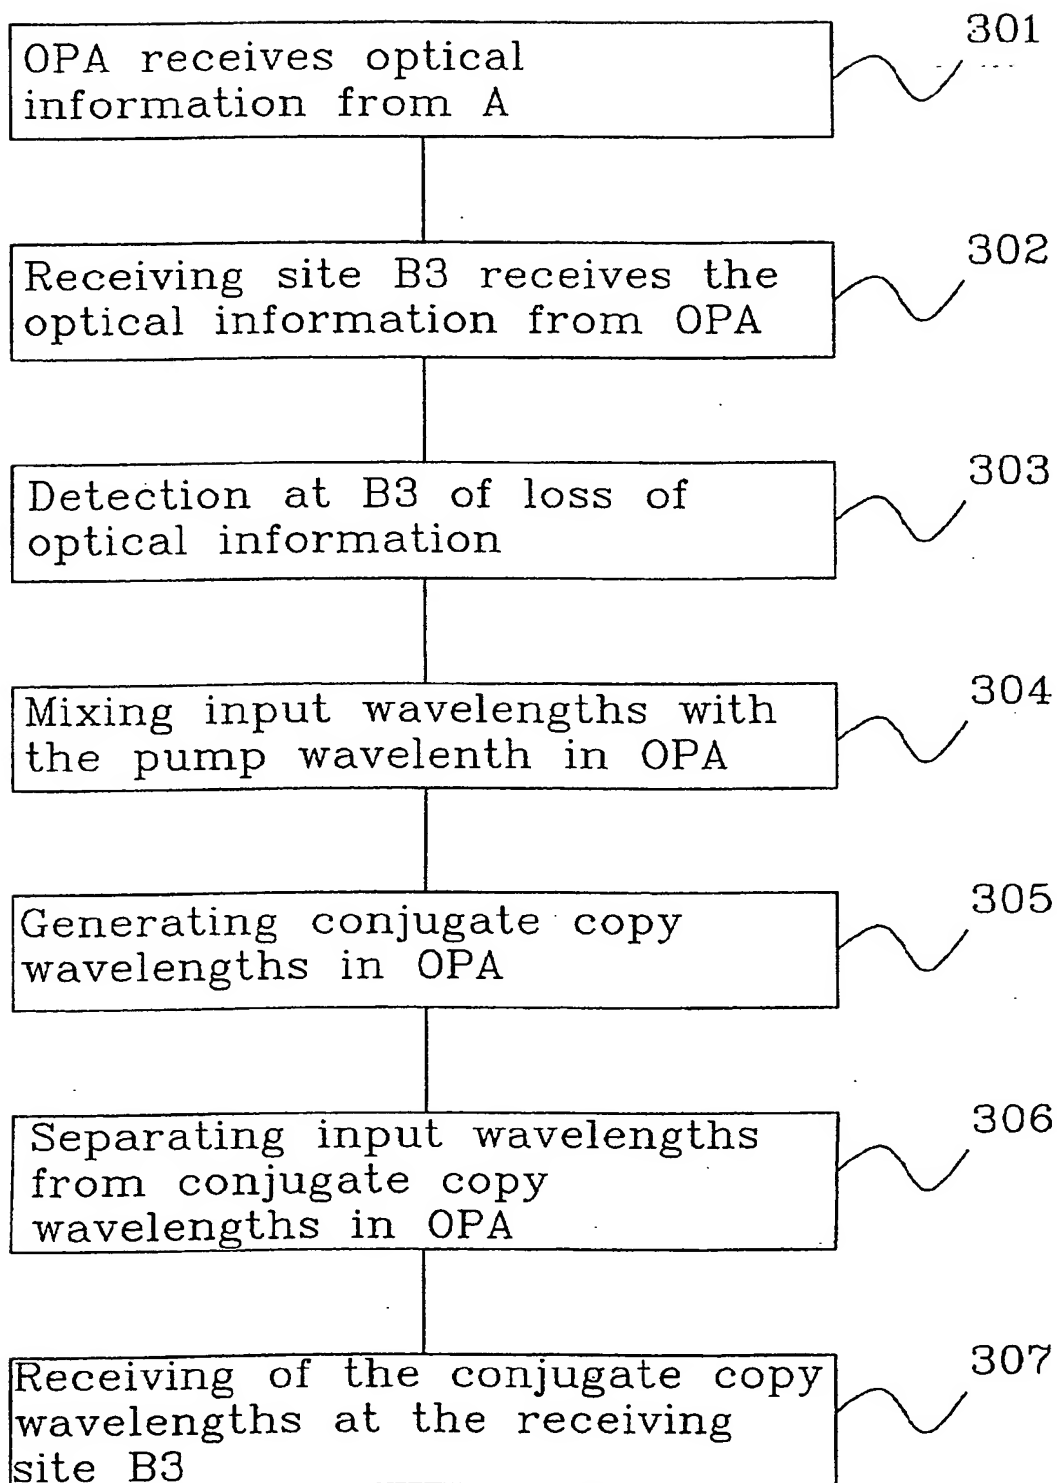 301
OPA receives optical
information from A
302
Receiving site B3 receives the
optical information from OPA
303
Detection at B3 of loss of
optical information
304
Mixing input wavelengths with
the pump wavelenth in OPA
305
Generating conjugate copy
wavelengths in OPA
306
Separating input wavelengths
from conjugate copy
wavelengths in OPA
307
Receiving of the conjugate copy
wavelengths at the receiving
site B3